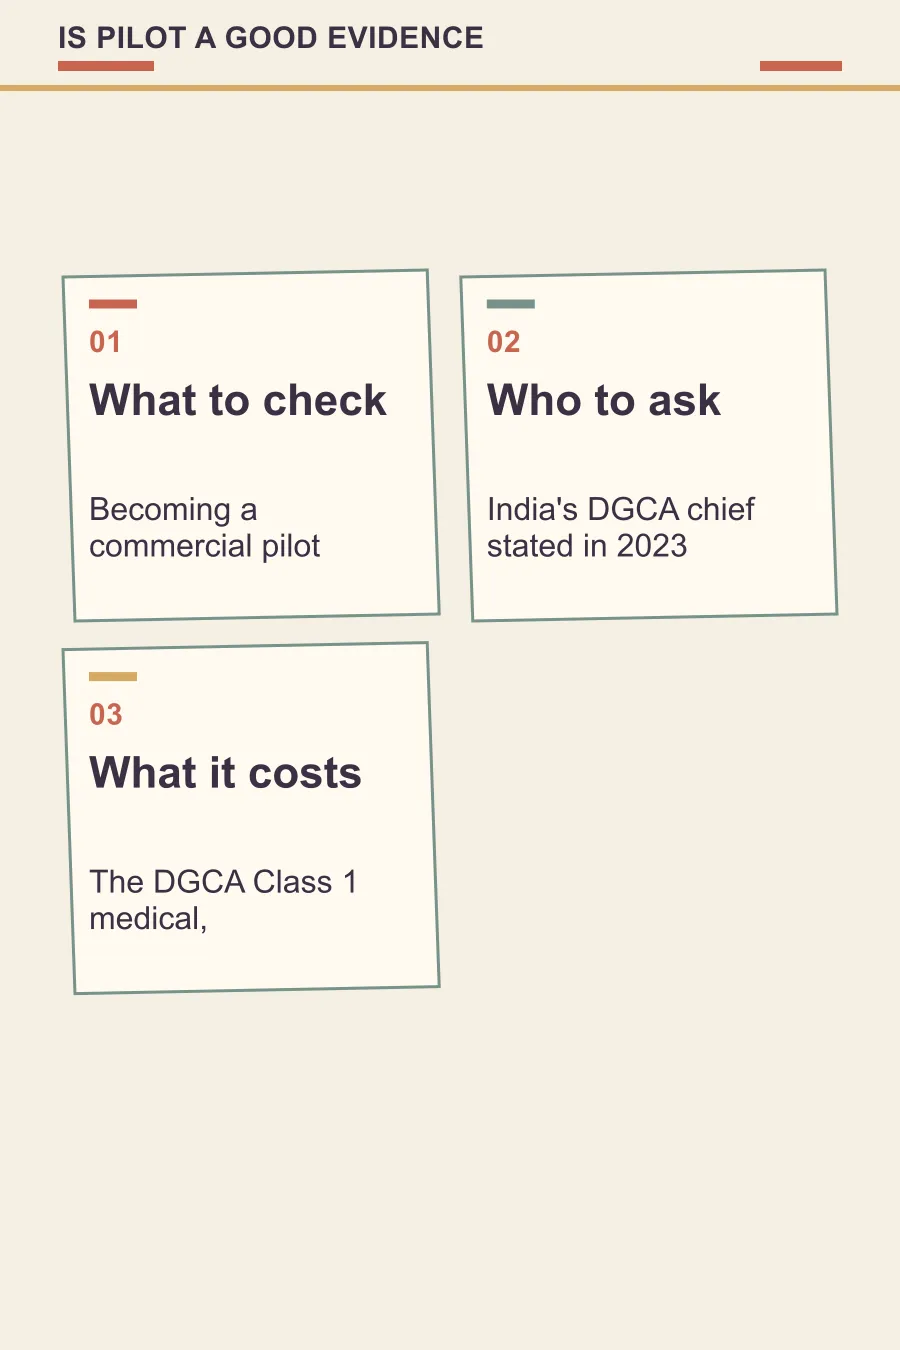 IS PILOT A GOOD EVIDENCE
01
What to check
Becoming a
commercial pilot
02
Who to ask
India's DGCA chief
stated in 2023
03
What it costs
The DGCA Class 1
medical,